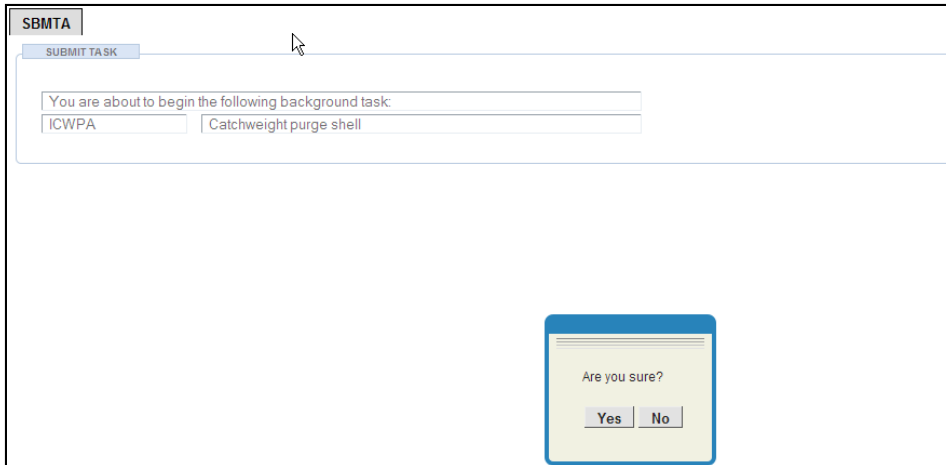 SBMTA
SUBMIT TASK
You are about to begin the following background task:
ICWPA Catchweight purge shell
Are you sure?
Yes No